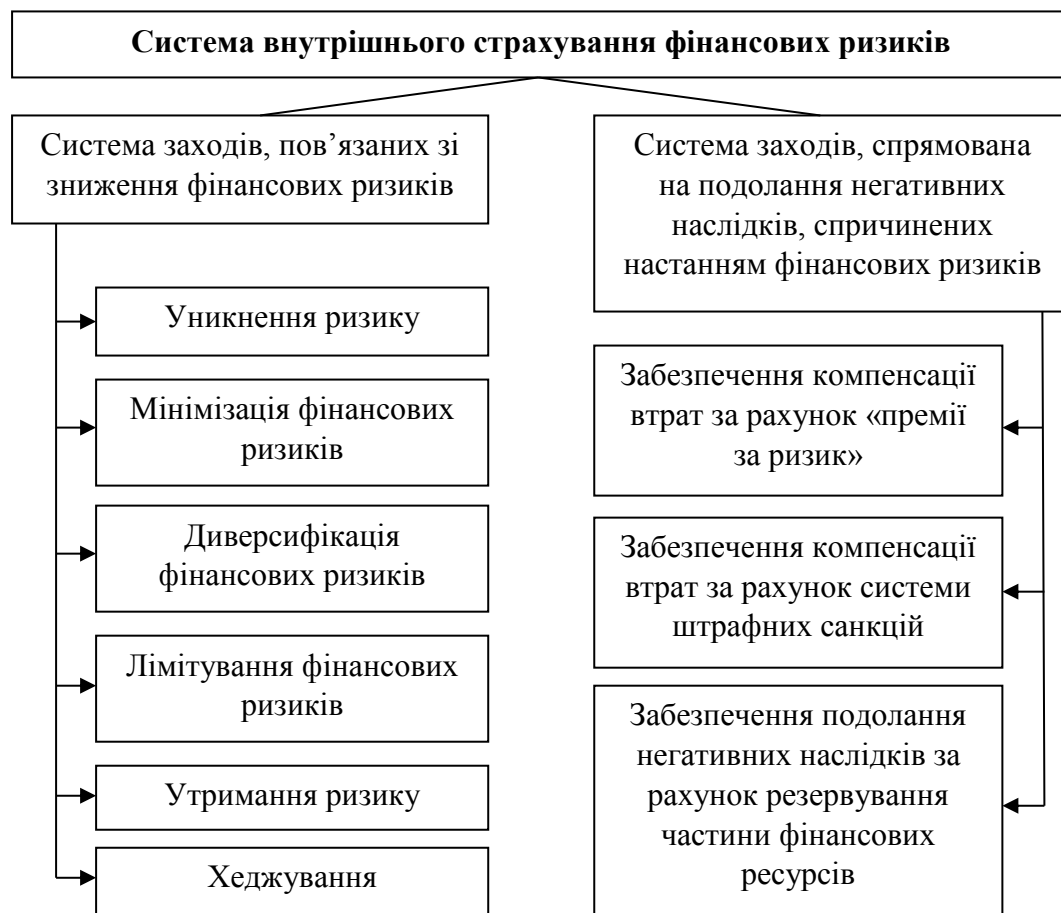 Система внутрішнього страхування фінансових ризиків
Система заходів, пов’язаних зі
зниження фінансових ризиків
Уникнення ризику
Мінімізація фінансових
ризиків
Диверсифікація
фінансових ризиків
Лімітування фінансових
ризиків
Утримання ризику
Хеджування
Система заходів, спрямована
на подолання негативних
наслідків, спричинених
настанням фінансових ризиків
Забезпечення компенсації
втрат за рахунок «премії
за ризик»
Забезпечення компенсації
втрат за рахунок системи
штрафних санкцій
Забезпечення подолання
негативних наслідків за
рахунок резервування
частини фінансових
ресурсів